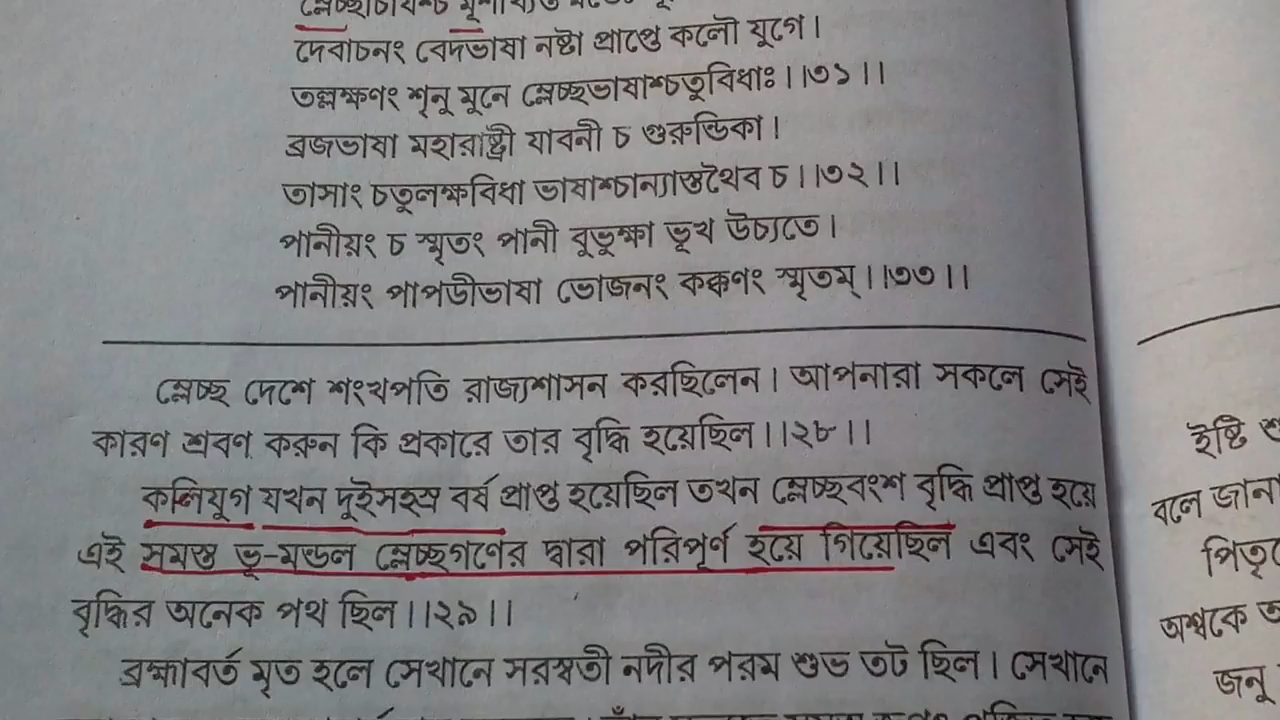 দেবাচনং বেদভাষা নষ্টা প্রাপ্তে কলৌ যুগে।
তল্লক্ষণং শৃনু মুনে ম্লেচ্ছভাষাশ্চতুবিধাঃ।।৩১।।
ব্রজভাষা মহারাষ্ট্রী যাবনী চ গুরুন্ডিকা।
তাসাং চতুলক্ষবিধা ভাষাশ্চান্যাস্তথৈব চ।।৩২।।
পানীয়ং চ স্মৃতং পানী বুভুক্ষা ভূখ উচ্যতে।
পানীয়ং পাপডীভাষা ভোজনং কক্কণং স্মৃতম্।।৩৩।।
ম্লেচ্ছ দেশে শংখপতি রাজ্যশাসন করছিলেন। আপনারা সকলে সেই
কারণ শ্রবণ করুন কি প্রকারে তার বৃদ্ধি হয়েছিল।।২৮।।
কলিযুগ যখন দুইসহস্র বর্ষ প্রাপ্ত হয়েছিল তখন ম্লেচ্ছবংশ বৃদ্ধি প্রাপ্ত হয়ে
এই সমস্ত ভূ-মন্ডল ম্লেচ্ছগণের দ্বারা পরিপূর্ণ হয়ে গিয়েছিল এবং সেই
বৃদ্ধির অনেক পথ ছিল।।২৯।।
ব্রহ্মাবর্ত মৃত হলে সেখানে সরস্বতী নদীর পরম শুভ তট ছিল। সেখানে
ইষ্টি
বলে
অশ্বকে
জনু